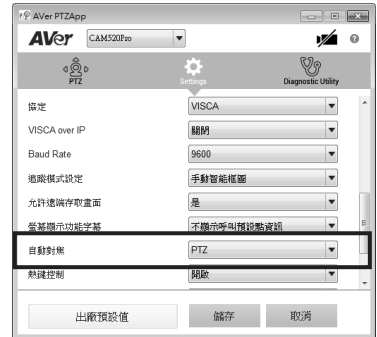 AVer PTZApp
AVer CAM520Pro
PTZ Settings Diagnostic Utility
協定 VISCA
VISCA over IP 關閉
Baud Rate 9600
追蹤模式設定 手動智能框圖
允許遠端存取畫面 是
螢幕顯示功能字幕 不顯示呼叫預設點資訊
自動對焦 PTZ
熱鍵控制 開啟
出廠預設值 儲存 取消